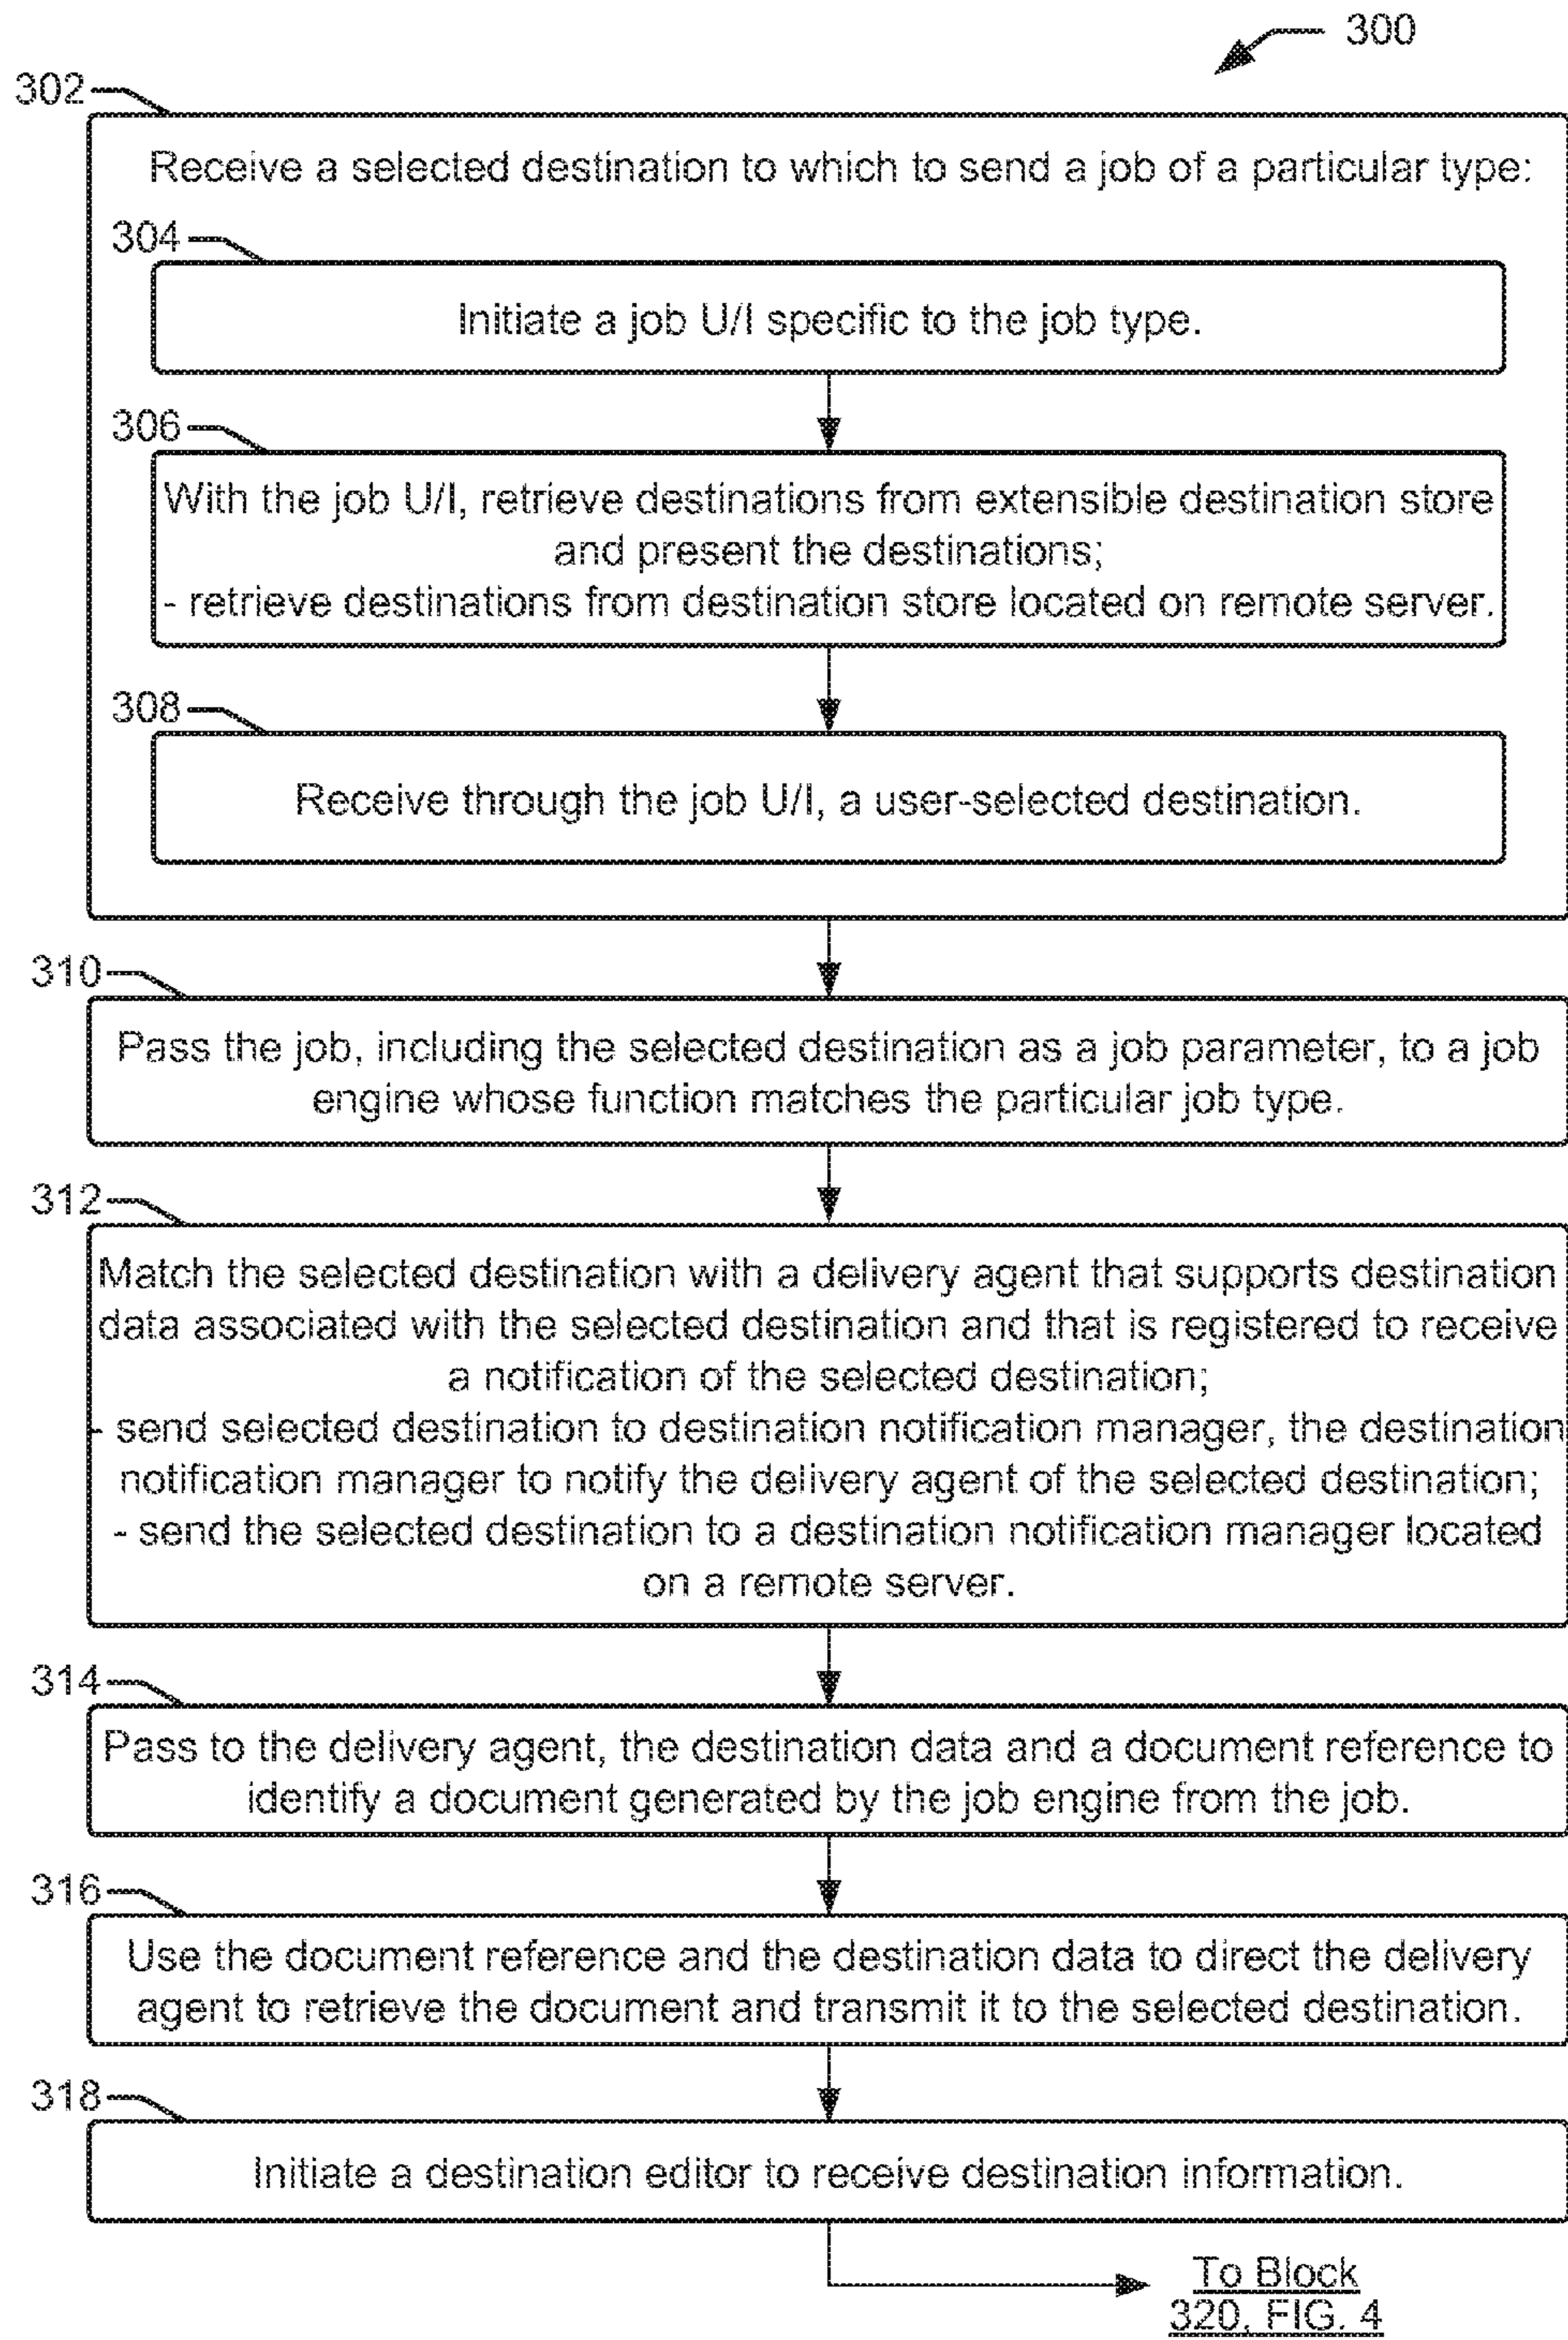 300
302
Receive a selected destination to which to send a job of a particular type:
304
Initiate a job U/I specific to the job type.
306
With the job U/I, retrieve destinations from extensible destination store
and present the destinations;
- retrieve destinations from destination store located on remote server.
308
Receive through the job U/I, a user-selected destination.
310
Pass the job, including the selected destination as a job parameter, to a job
engine whose function matches the particular job type.
312
Match the selected destination with a delivery agent that supports destination
data associated with the selected destination and that is registered to receive
a notification of the selected destination;
- send selected destination to destination notification manager, the destination
notification manager to notify the delivery agent of the selected destination;
- send the selected destination to a destination notification manager located
on a remote server.
314
Pass to the delivery agent, the destination data and a document reference to
identify a document generated by the job engine from the job.
316
Use the document reference and the destination data to direct the delivery
agent to retrieve the document and transmit it to the selected destination.
318
Initiate a destination editor to receive destination information.
To Block
320, FIG. 4